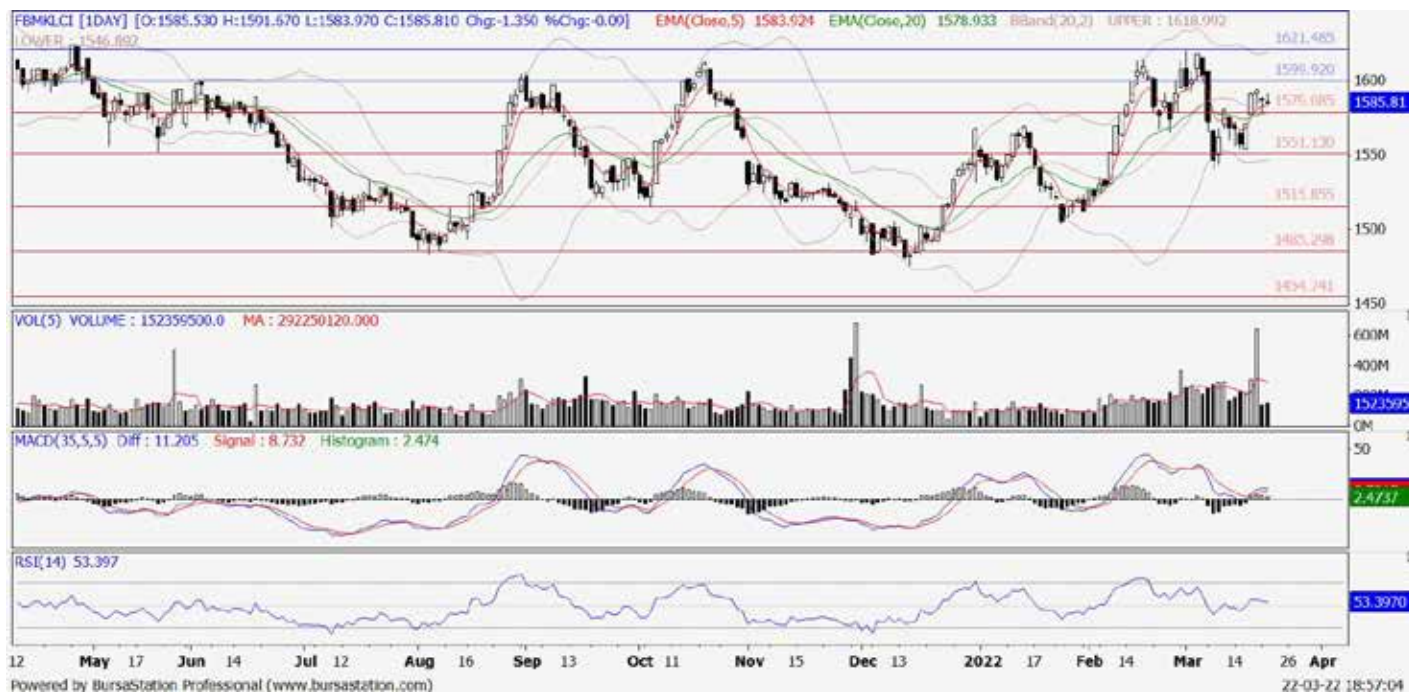 FBMKLCI [1DAY] [O:1585.530 H:1591.670 L:1583.970 C:1585.810 Chg:-1.350 %Chg:-0.09] EMA(Close,5) 1583.924 EMA(Close,20) 1578.933 BBand(20,2) UPPER : 1618.992
LOWER : 1546.892
1621.485
1599.920
1600
1585.81
1551.130
1550
1515.855
1500
1485.298
1454.741
1450
VOL(5) VOLUME : 152359500.0 MA : 292250120.000
600M
400M
1523595
0M
MACD(35,5,5) Diff : 11.205 Signal : 8.732 Histogram : 2.474
50
2.4737
RSI(14) 53.397
53.3970
12 May 17 Jun 14 Jul 12 Aug 16 Sep 13 Oct 11 Nov 15 Dec 13 2022 17 Feb 14 Mar 14 26 Apr
Powered by BursaStation Professional (www.bursastation.com) 22-03-22 18:57:04